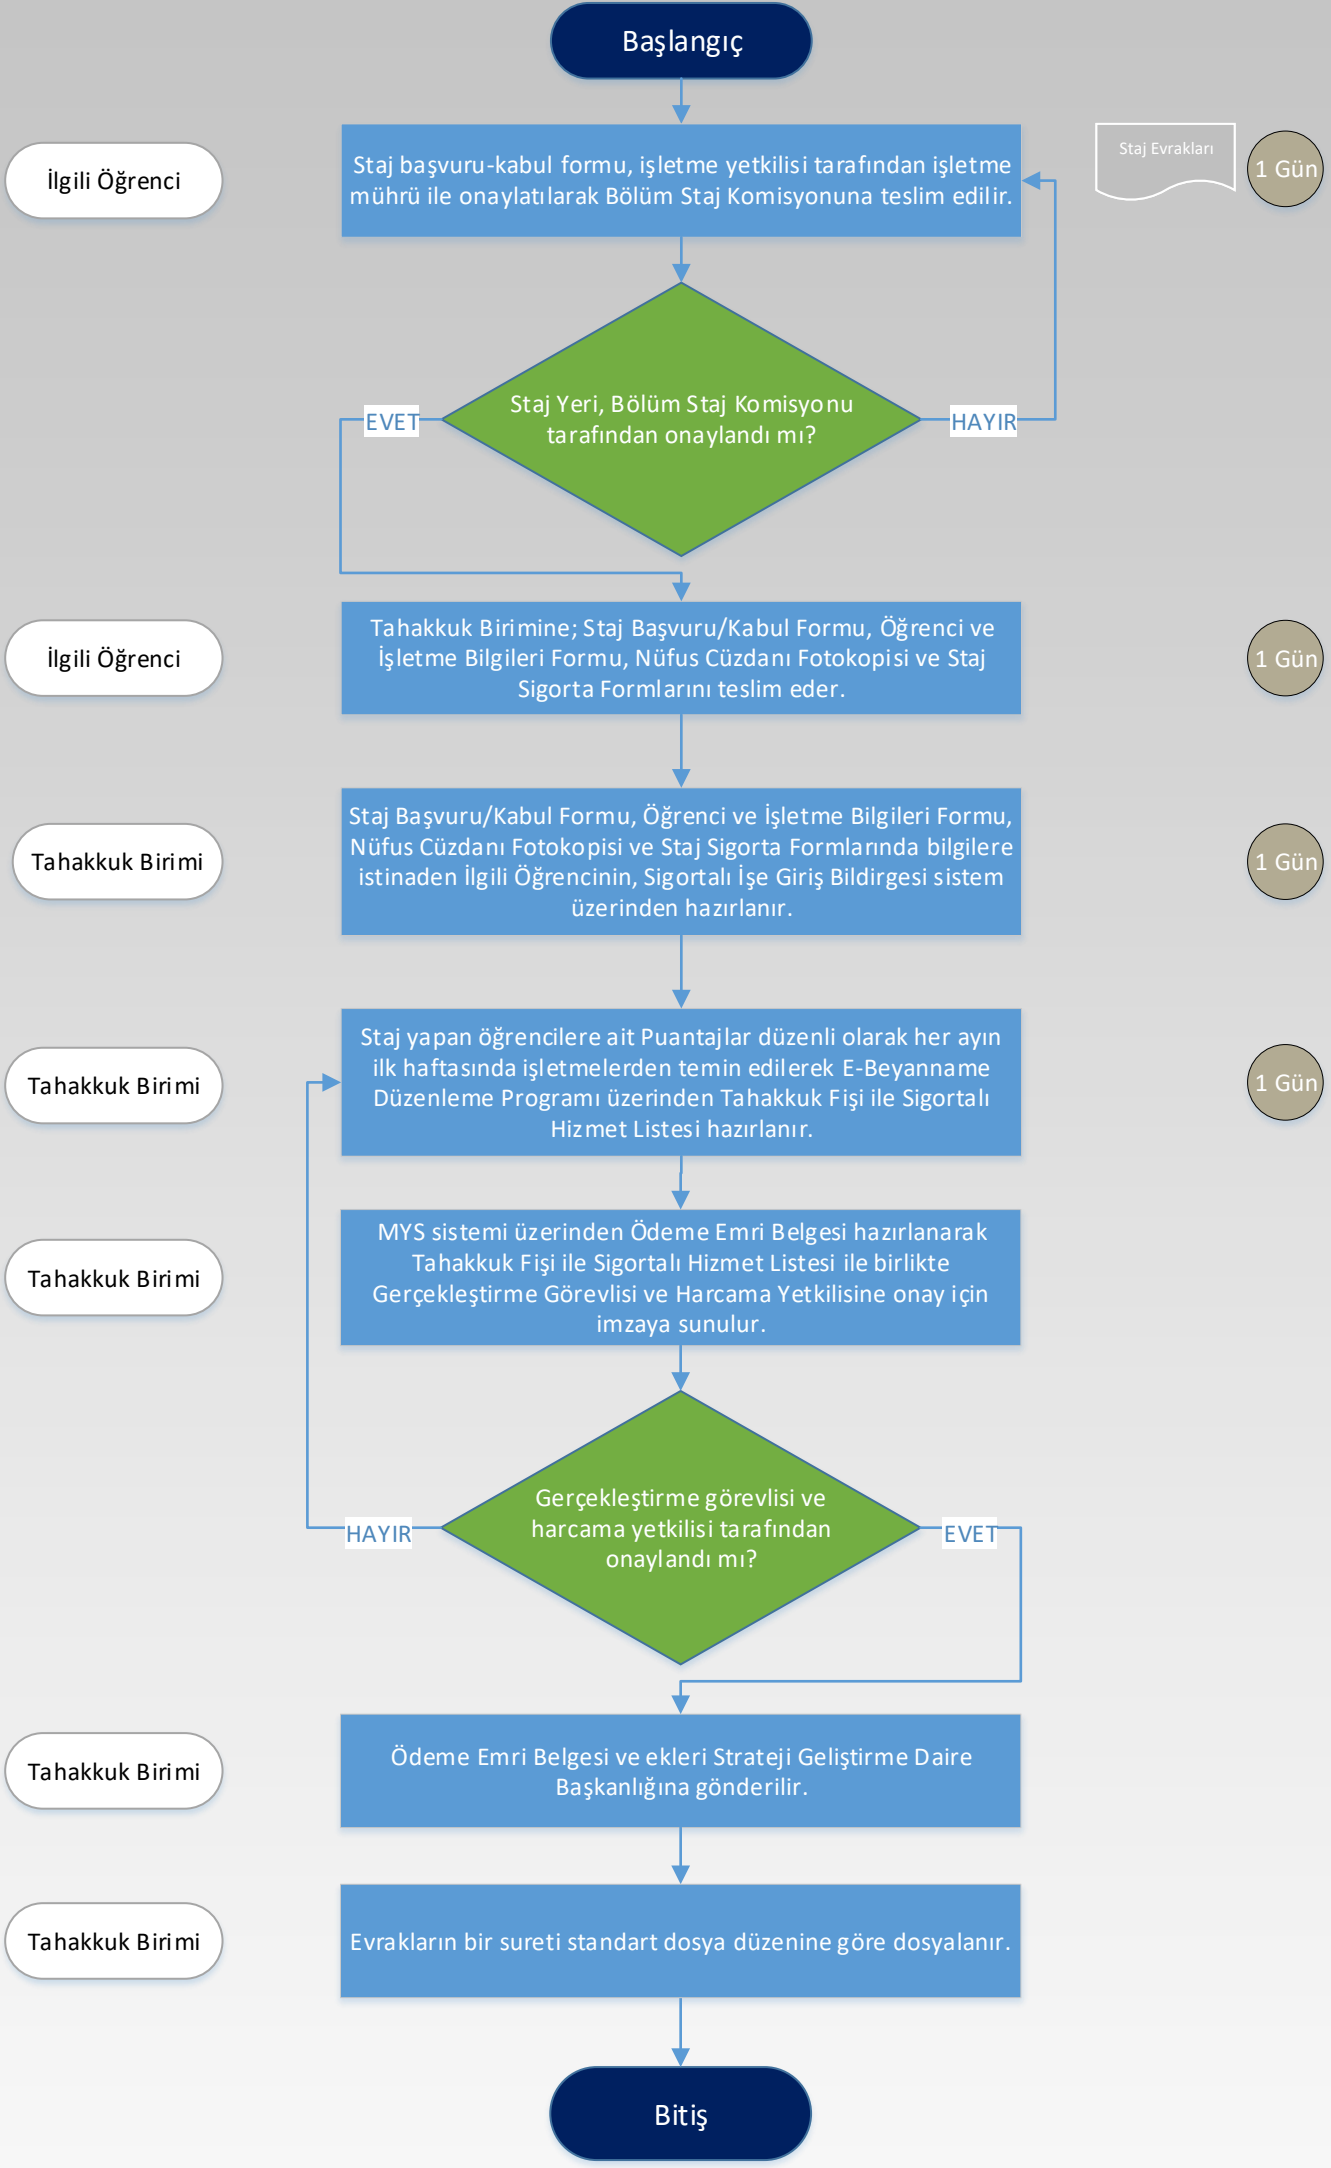 Başlangıç
İlgili Öğrenci
Staj başvuru-kabul formu, işletme yetkilisi tarafından işletme
mührü ile onaylatılarak Bölüm Staj Komisyonuna teslim edilir.
Staj Evrakları
1 Gün
Staj Yeri, Bölüm Staj Komisyonu
tarafından onaylandı mı?
EVET
HAYIR
İlgili Öğrenci
Tahakkuk Birimine; Staj Başvuru/Kabul Formu, Öğrenci ve
İşletme Bilgileri Formu, Nüfus Cüzdanı Fotokopisi ve Staj
Sigorta Formlarını teslim eder.
1 Gün
Tahakkuk Birimi
Staj Başvuru/Kabul Formu, Öğrenci ve İşletme Bilgileri Formu,
Nüfus Cüzdanı Fotokopisi ve Staj Sigorta Formlarında bilgilere
istinaden İlgili Öğrencinin, Sigortalı İşe Giriş Bildirgesi sistem
üzerinden hazırlanır.
1 Gün
Tahakkuk Birimi
Staj yapan öğrencilere ait Puantajlar düzenli olarak her ayın
ilk haftasında işletmelerden temin edilerek E-Beyanname
Düzenleme Programı üzerinden Tahakkuk Fişi ile Sigortalı
Hizmet Listesi hazırlanır.
1 Gün
Tahakkuk Birimi
MYS sistemi üzerinden Ödeme Emri Belgesi hazırlanarak
Tahakkuk Fişi ile Sigortalı Hizmet Listesi ile birlikte
Gerçekleştirme Görevlisi ve Harcama Yetkilisine onay için
imzaya sunulur.
Gerçekleştirme görevlisi ve
harcama yetkilisi tarafından
onaylandı mı?
HAYIR
EVET
Tahakkuk Birimi
Ödeme Emri Belgesi ve ekleri Strateji Geliştirme Daire
Başkanlığına gönderilir.
Tahakkuk Birimi
Evrakların bir sureti standart dosya düzenine göre dosyalanır.
Bitiş